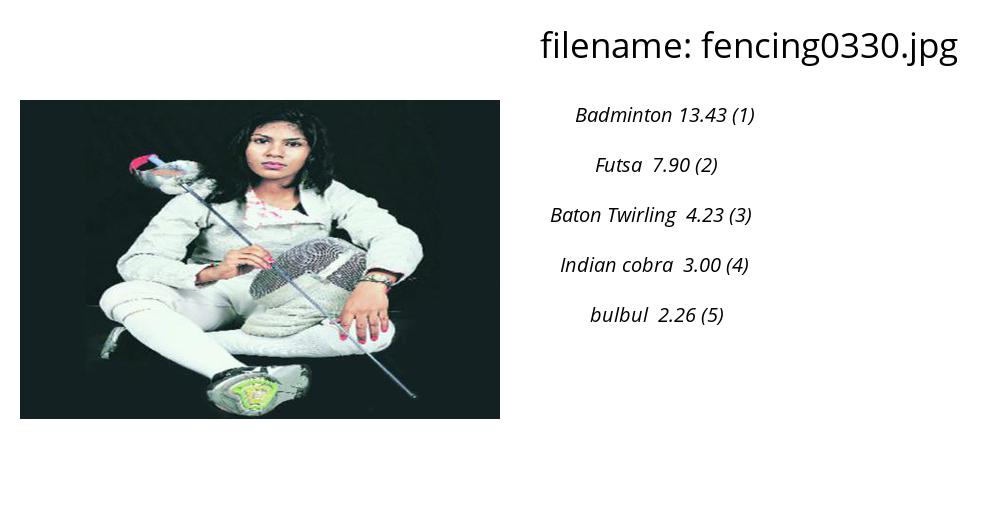 filename: fencing0330.jpg
Badminton 13.43 (1)
Futsa 7.90 (2)
Baton Twirling 4.23 (3)
Indian cobra 3.00 (4)
bulbul 2.26 (5)